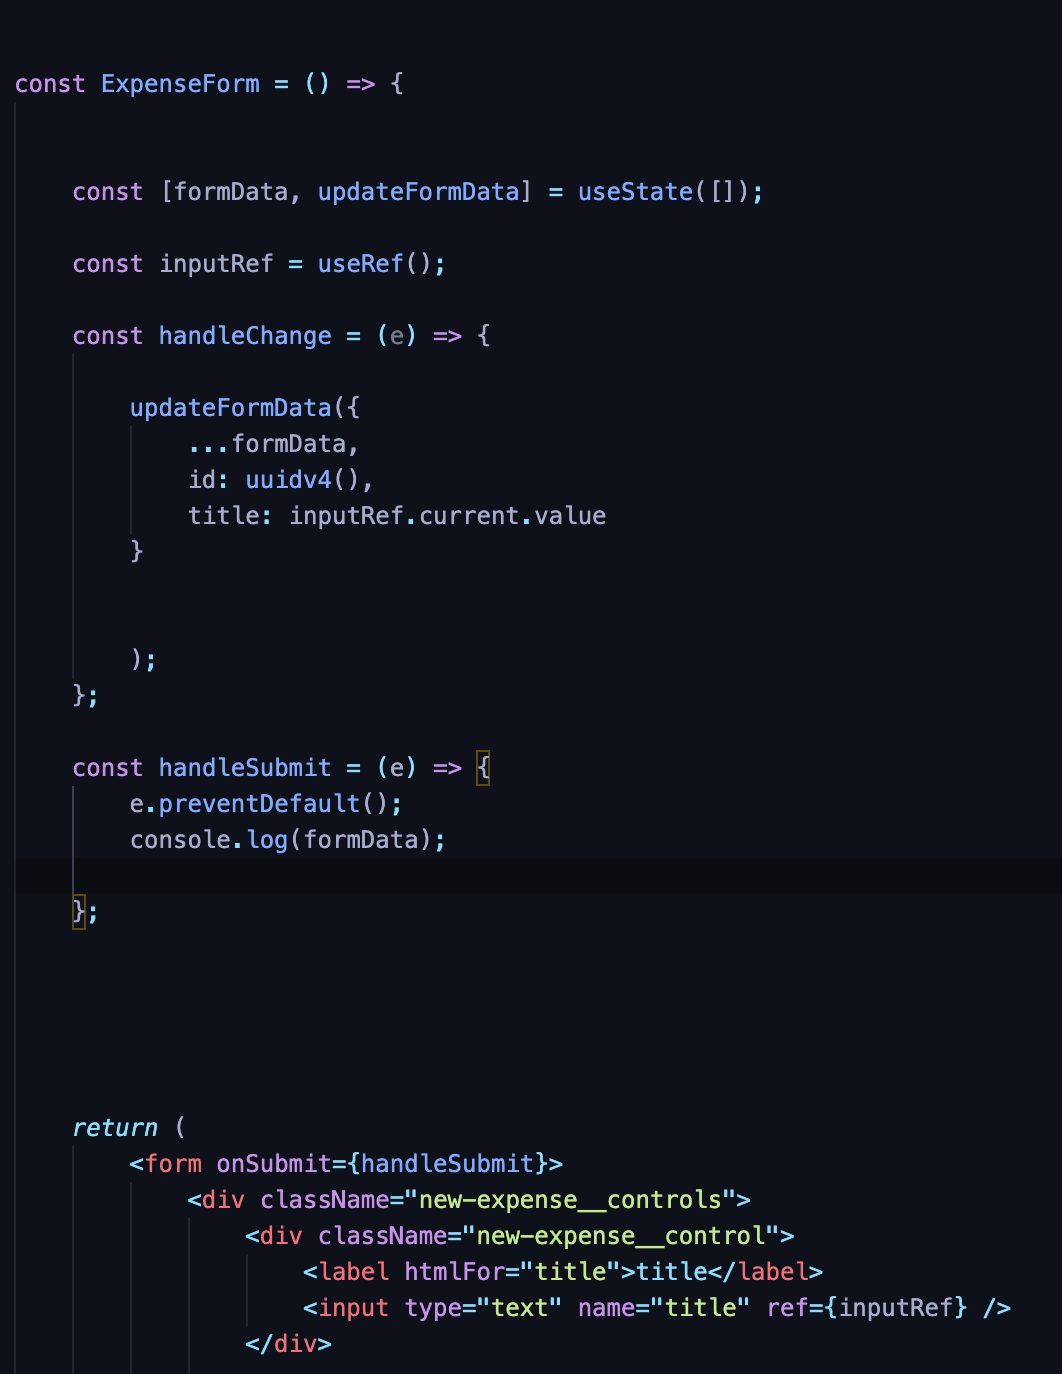 const ExpenseForm = () => {
const [formData, updateFormData] = useState([]);
const inputRef = useRef();
const handleChange = (e) => {
updateFormData({
...formData,
id: uuidv4(),
title: inputRef.current.value
}
);
};
const handleSubmit = (e) => {
e.preventDefault();
console.log(formData);
};
return (
<form onSubmit={handleSubmit}>
<div className="new-expense__controls">
<div className="new-expense__control">
<label htmlFor="title">title</label>
<input type="text" name="title" ref={inputRef} />
</div>